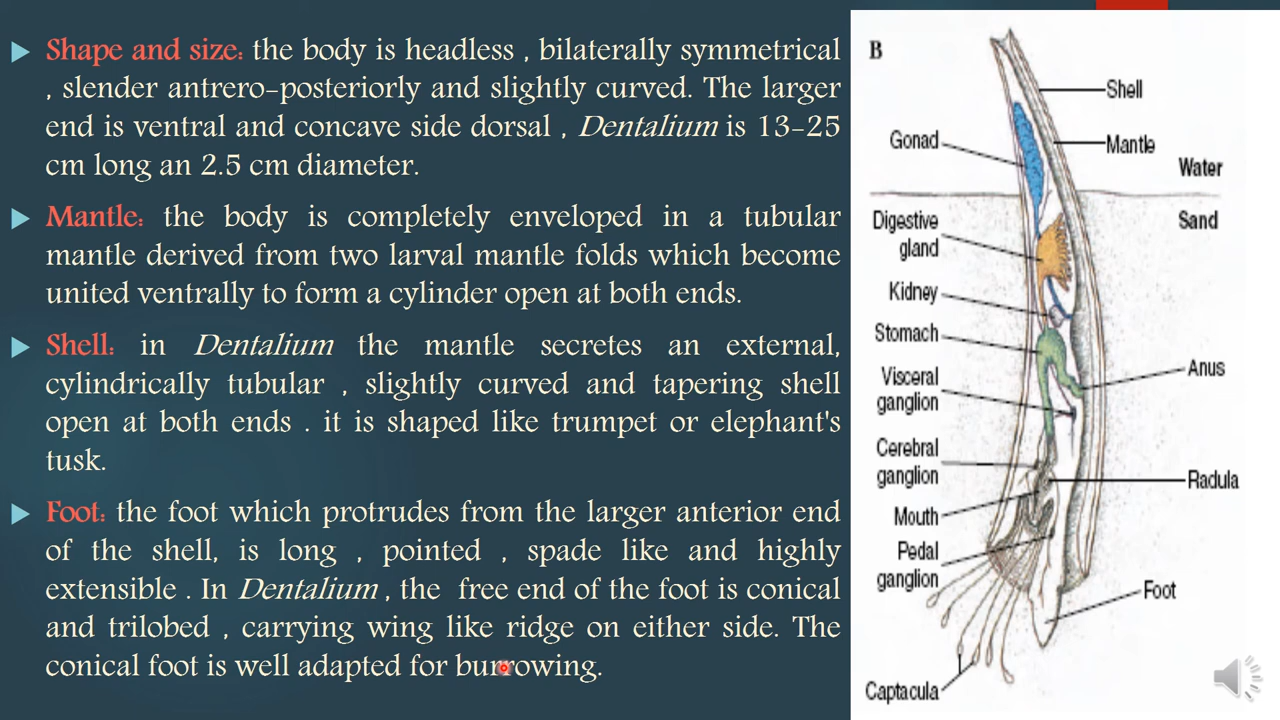 Shape and size: the body is headless , bilaterally symmetrical
, slender antrero-posteriorly and slightly curved. The larger
end is ventral and concave side dorsal , Dentalium is 13-25
cm long an 2.5 cm diameter.
Mantle: the body is completely enveloped in a tubular
mantle derived from two larval mantle folds which become
united ventrally to form a cylinder open at both ends.
Shell: in Dentalium the mantle secretes an external,
cylindrically tubular , slightly curved and tapering shell
open at both ends . it is shaped like trumpet or elephant's
tusk.
Foot: the foot which protrudes from the larger anterior end
of the shell, is long , pointed , spade like and highly
extensible . In Dentalium , the free end of the foot is conical
and trilobed , carrying wing like ridge on either side. The
conical foot is well adapted for burrowing.
B
Shell
Gonad
Mantle
Water
Digestive
gland
Sand
Kidney
Stomach
Visceral
ganglion
Anus
Cerebral
ganglion
Radula
Mouth
Pedal
ganglion
Foot
Captacula